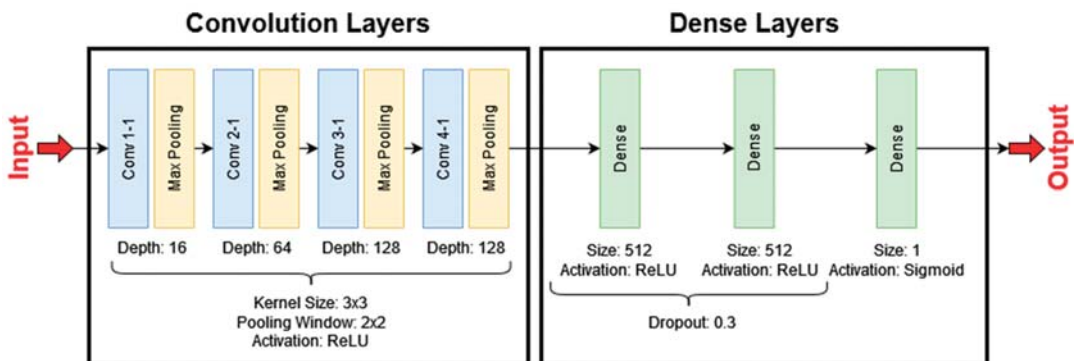 Convolution Layers
Dense Layers
Input
Conv 1-1
Max Pooling
Conv 2-1
Max Pooling
Conv 3-1
Max Pooling
Conv 4-1
Max Pooling
Dense
Dense
Dense
Output
Depth: 16
Depth: 64
Depth: 128
Depth: 128
Kernel Size: 3x3
Pooling Window: 2x2
Activation: ReLU
Size: 512
Activation: ReLU
Size: 512
Activation: ReLU
Size: 1
Activation: Sigmoid
Dropout: 0.3